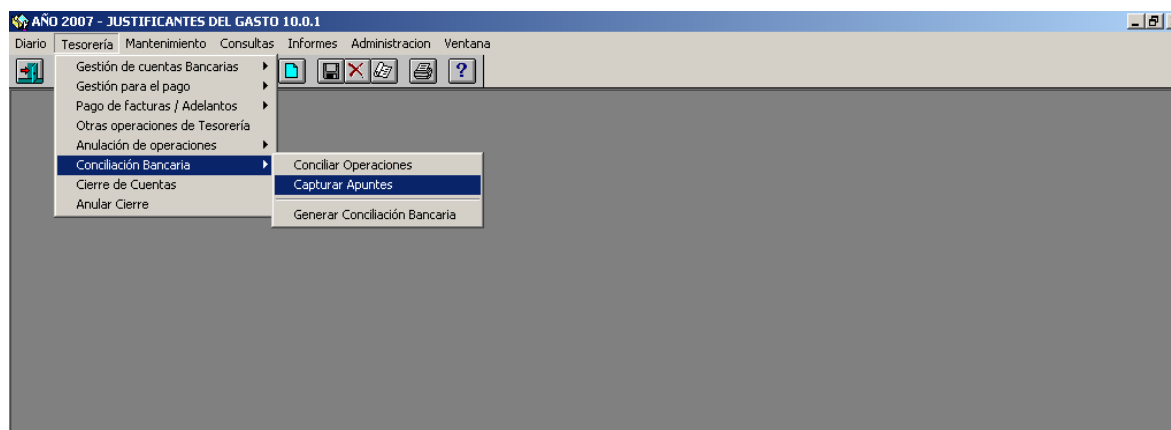 AÑO 2007 - JUSTIFICANTES DEL GASTO 10.0.1
Diario Tesorería Mantenimiento Consultas Informes Administracion Ventana
Gestión de cuentas Bancarias
Gestión para el pago
Pago de facturas / Adelantos
Otras operaciones de Tesorería
Anulación de operaciones
Conciliación Bancaria
Cierre de Cuentas
Anular Cierre
Conciliar Operaciones
Capturar Apuntes
Generar Conciliación Bancaria